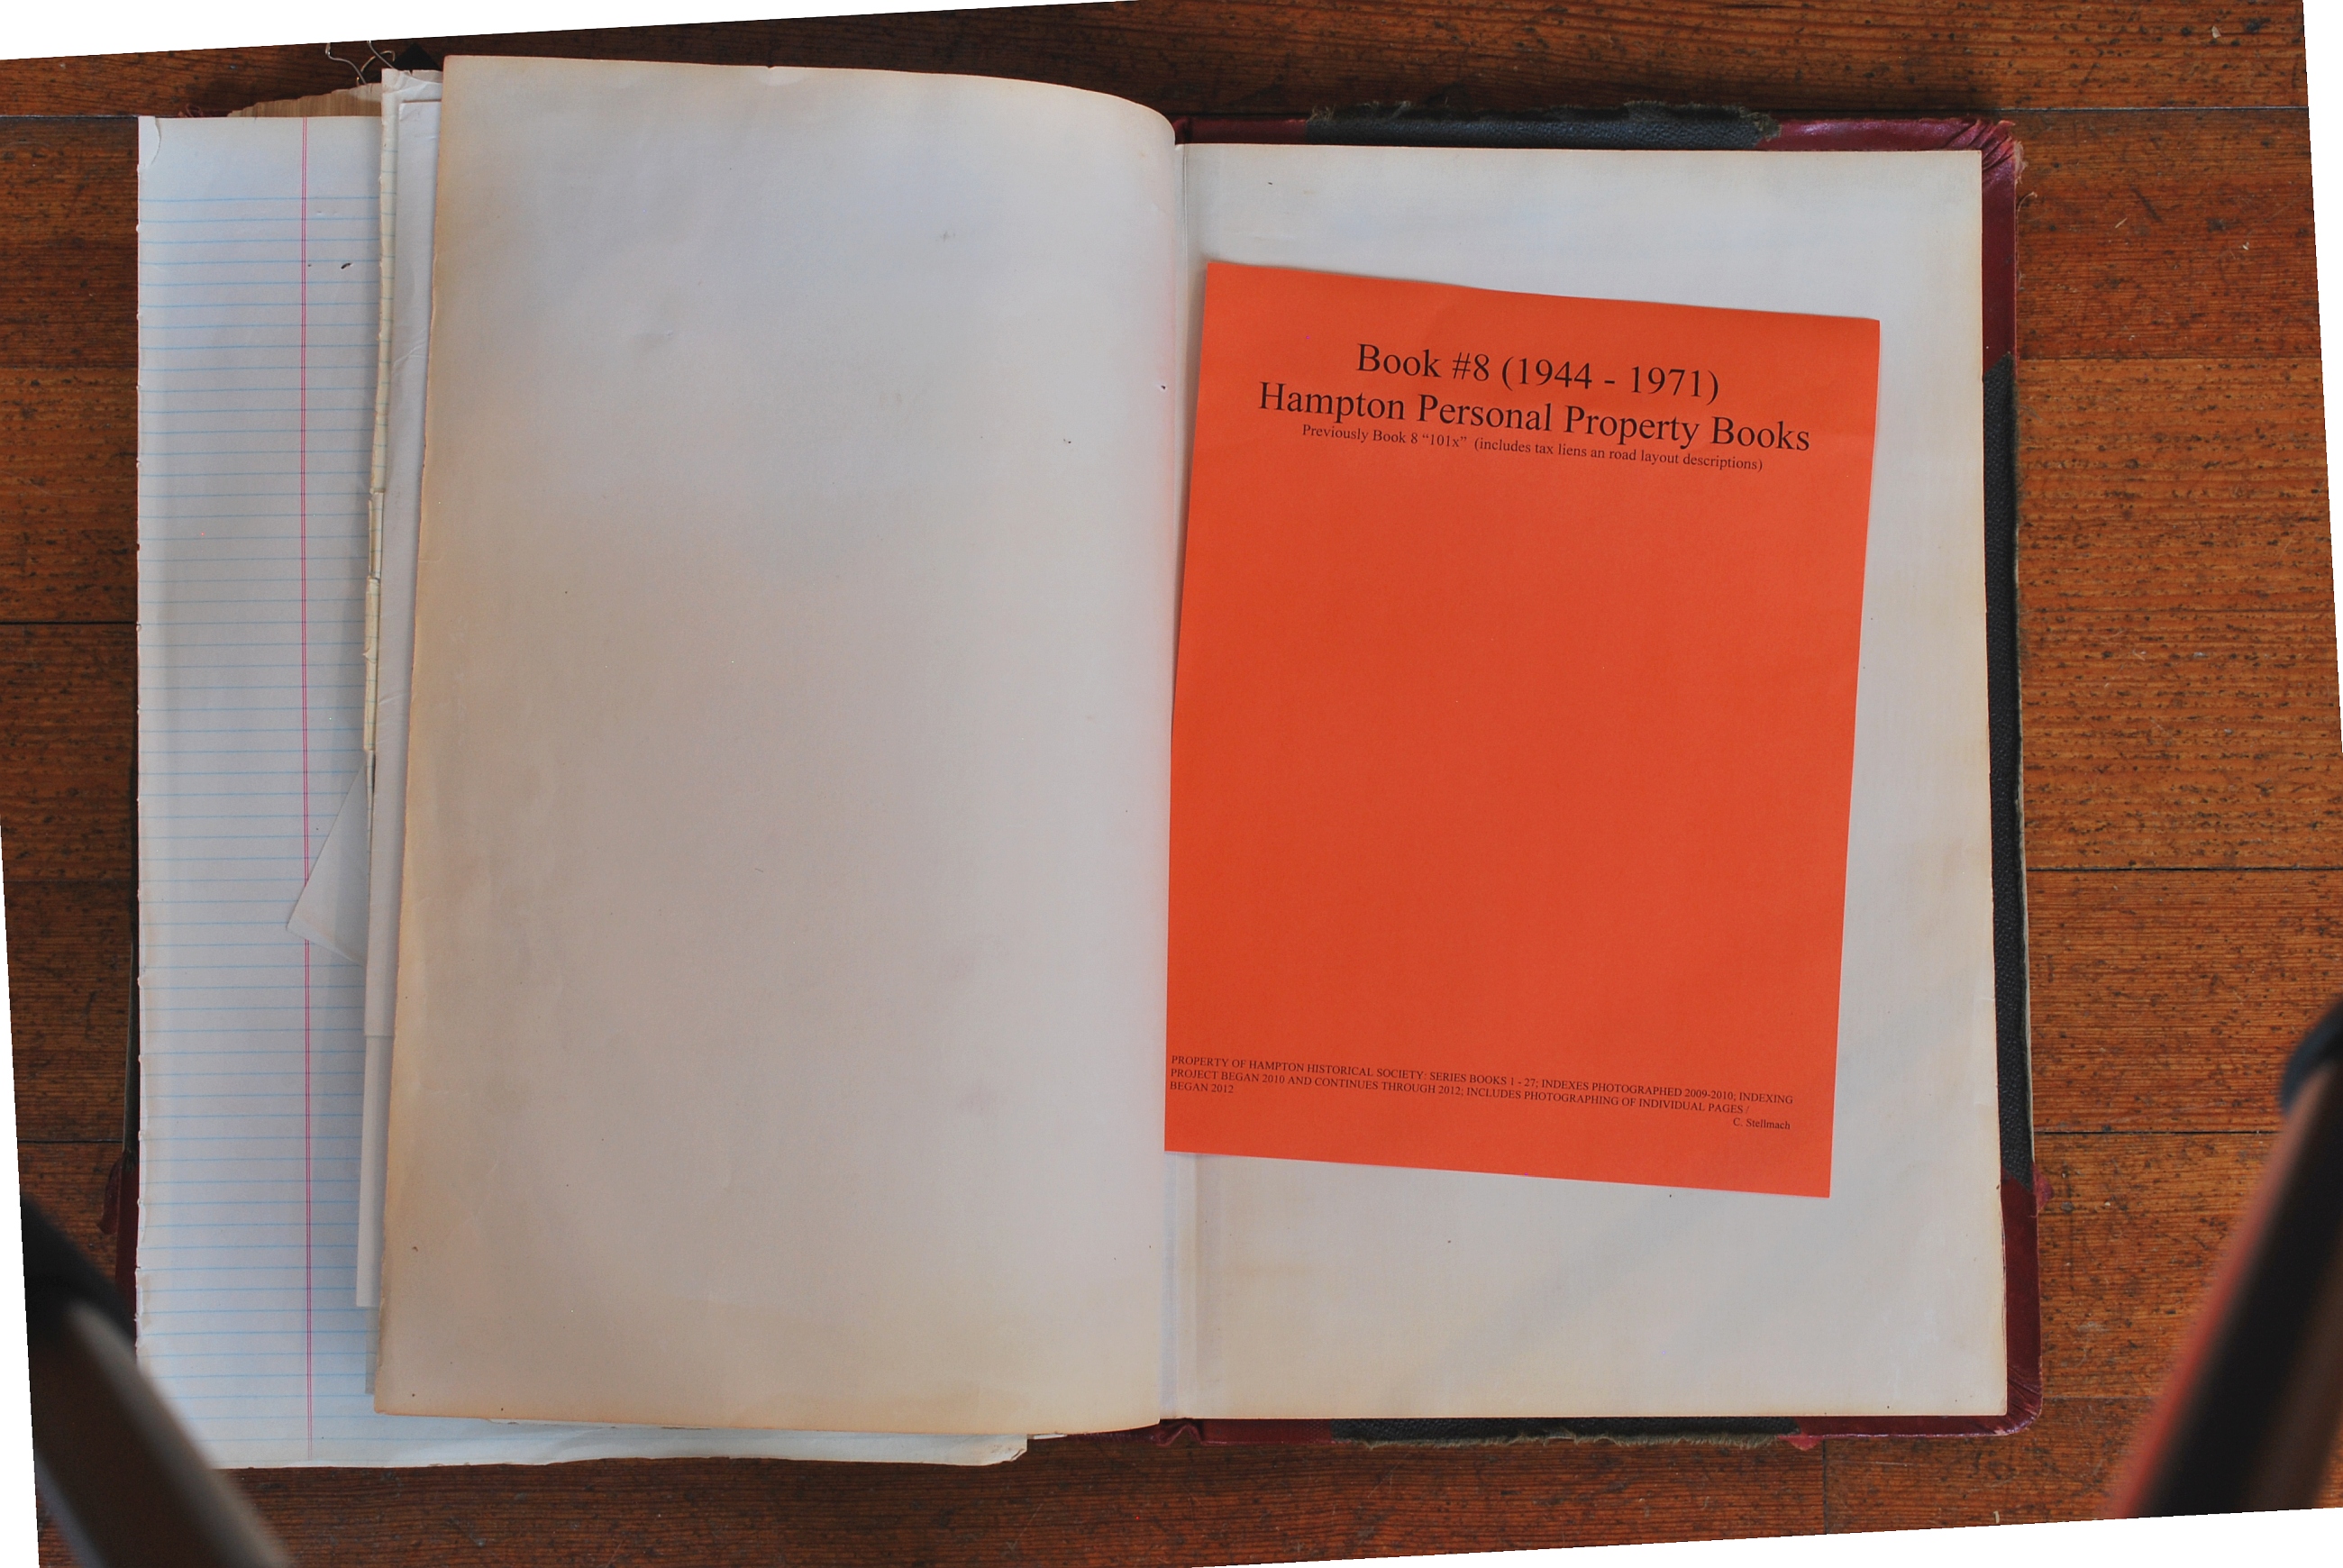 Book #8 (1944 - 1971)
Hampton Personal Property Books
Previously Book 8 “101x” (includes tax liens an road layout descriptions)
PROPERTY OF HAMPTON HISTORICAL SOCIETY: SERIES BOOKS 1 - 27; INDEXES PHOTOGRAPHED 2009-2010; INDEXING
PROJECT BEGAN 2010 AND CONTINUES THROUGH 2012; INCLUDES PHOTOGRAPHING OF INDIVIDUAL PAGES /
BEGAN 2012
C. Stellmach